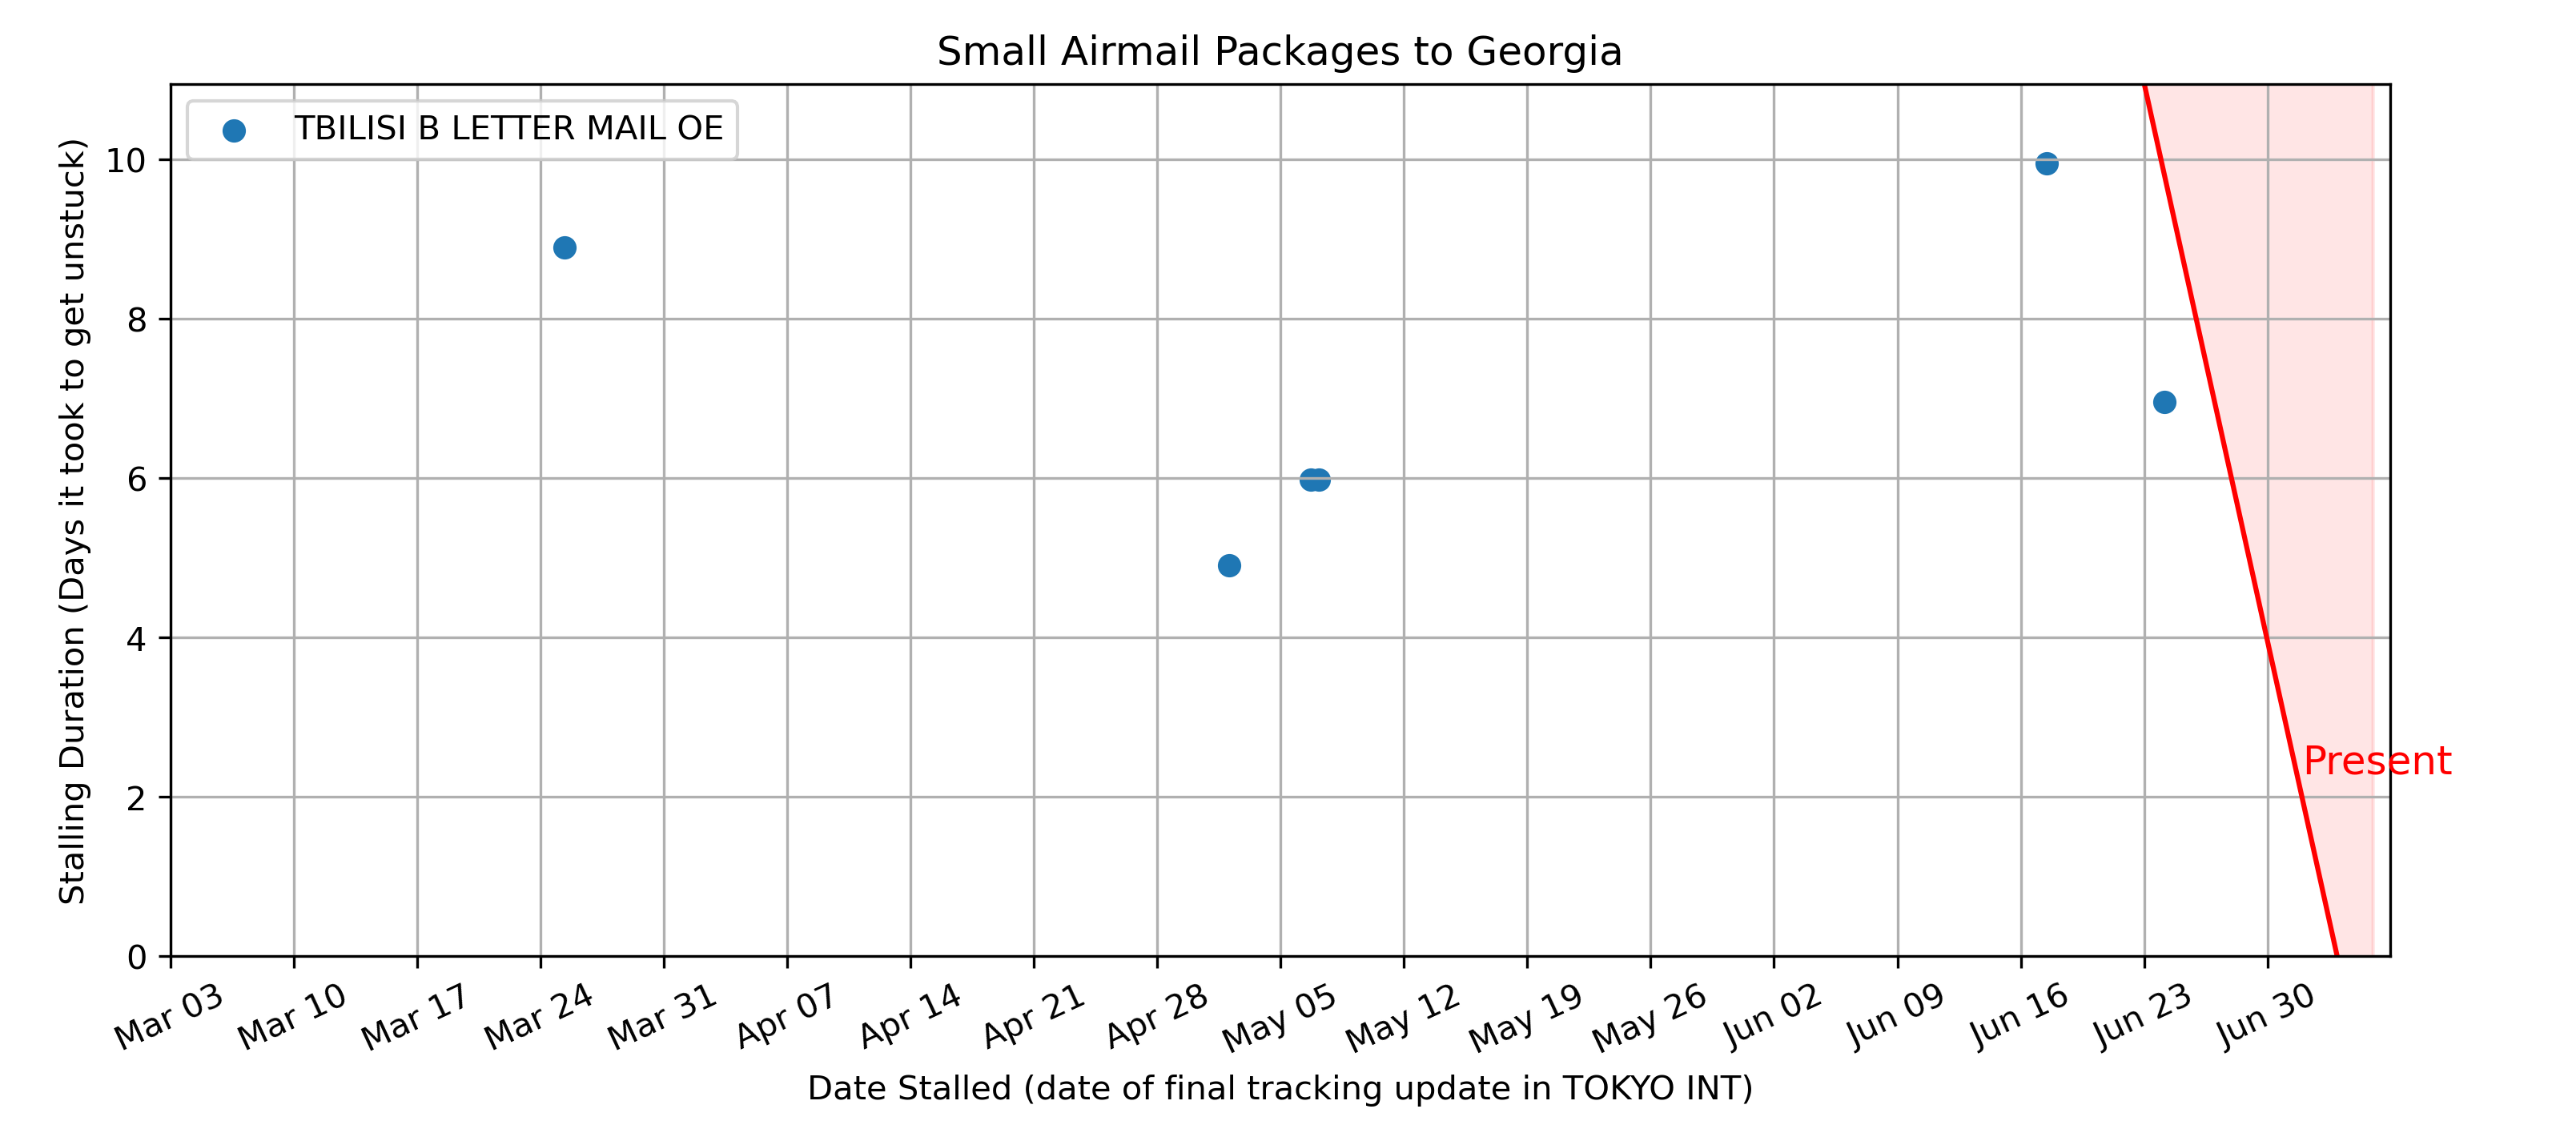 Small Airmail Packages to Georgia
TBILISI B LETTER MAIL OE
Stalling Duration (Days it took to get unstuck)
10
8
6
4
2
0
Present
Mar 03
Mar 10
Mar 17
Mar 24
Mar 31
Apr 07
Apr 14
Apr 21
Apr 28
May 05
May 12
May 19
May 26
Jun 02
Jun 09
Jun 16
Jun 23
Jun 30
Date Stalled (date of final tracking update in TOKYO INT)